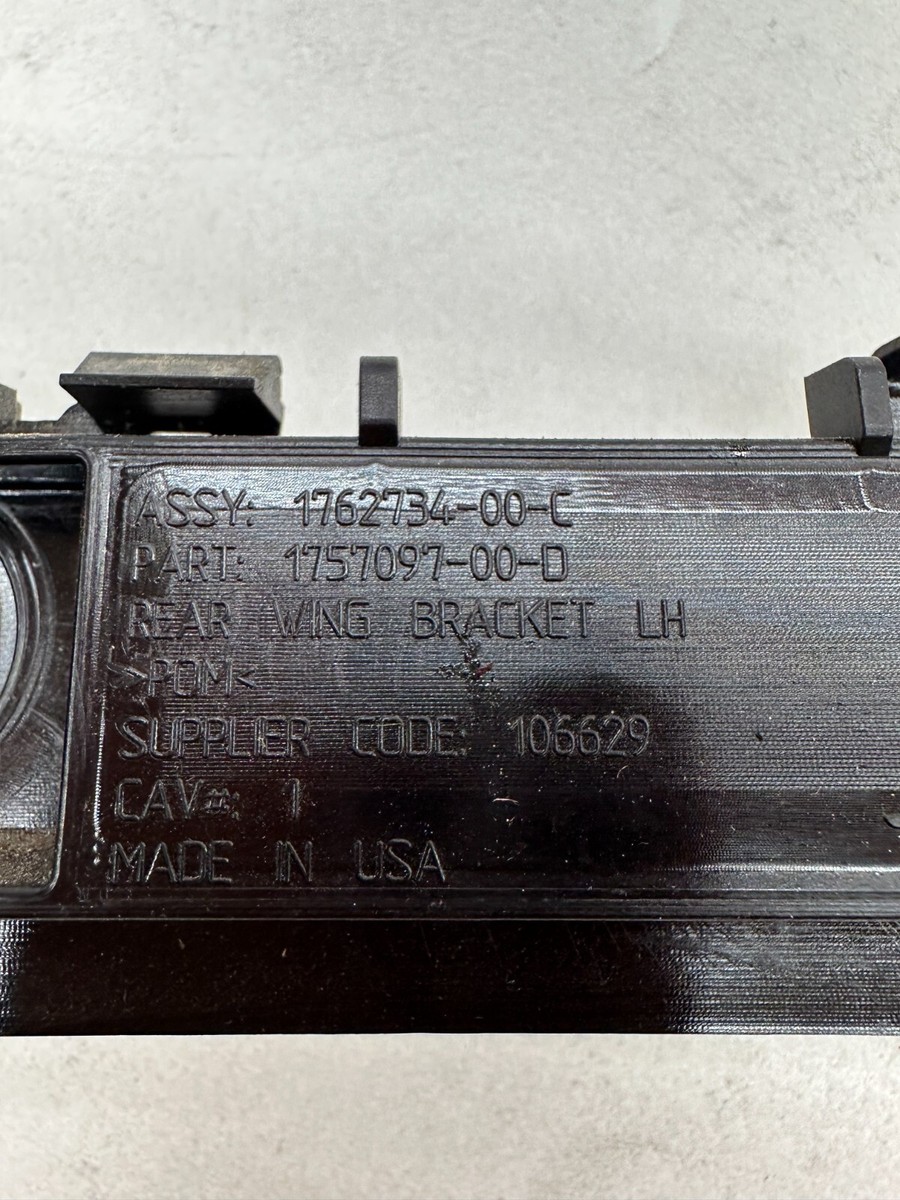 ASSY: 1762734-00-C
PART: 1757097-00-D
REAR WING BRACKET LH
>POM<
SUPPLIER CODE: 106629
CAV#: 1
MADE IN USA